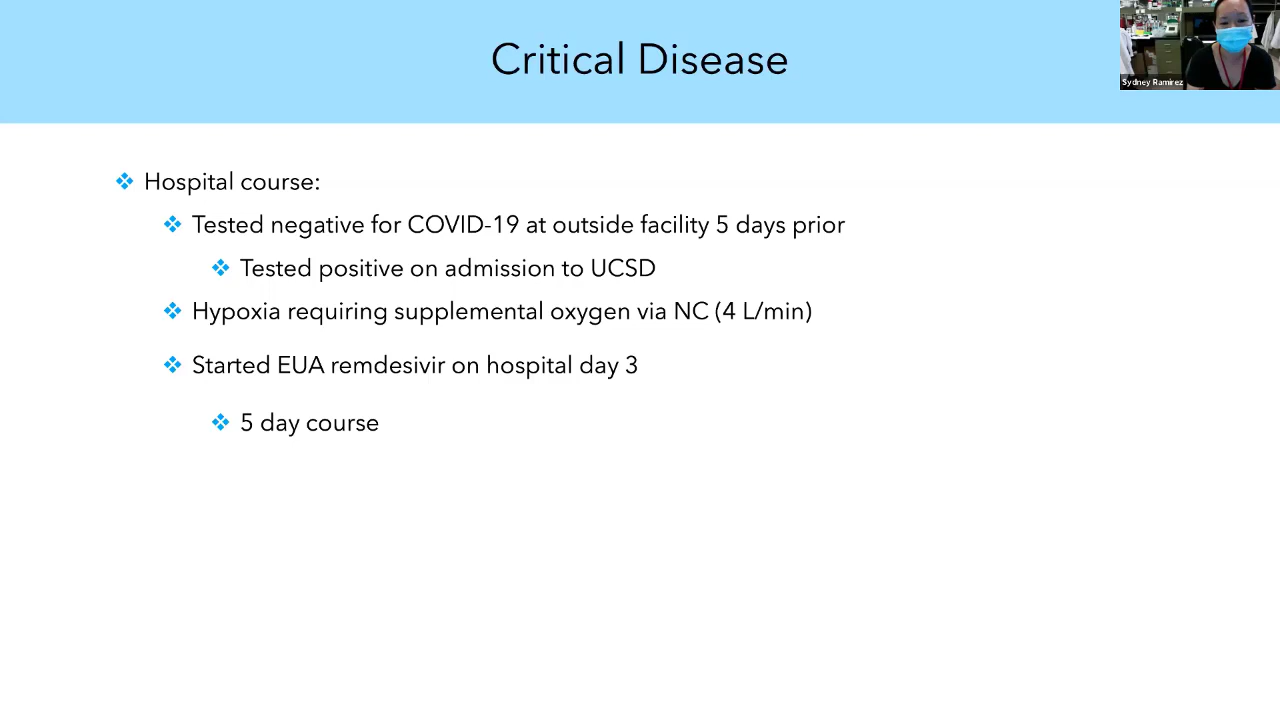 Critical Disease
Sydney Ramirez
Hospital course:
Tested negative for COVID-19 at outside facility 5 days prior
Tested positive on admission to UCSD
Hypoxia requiring supplemental oxygen via NC (4 L/min)
Started EUA remdesivir on hospital day 3
5 day course